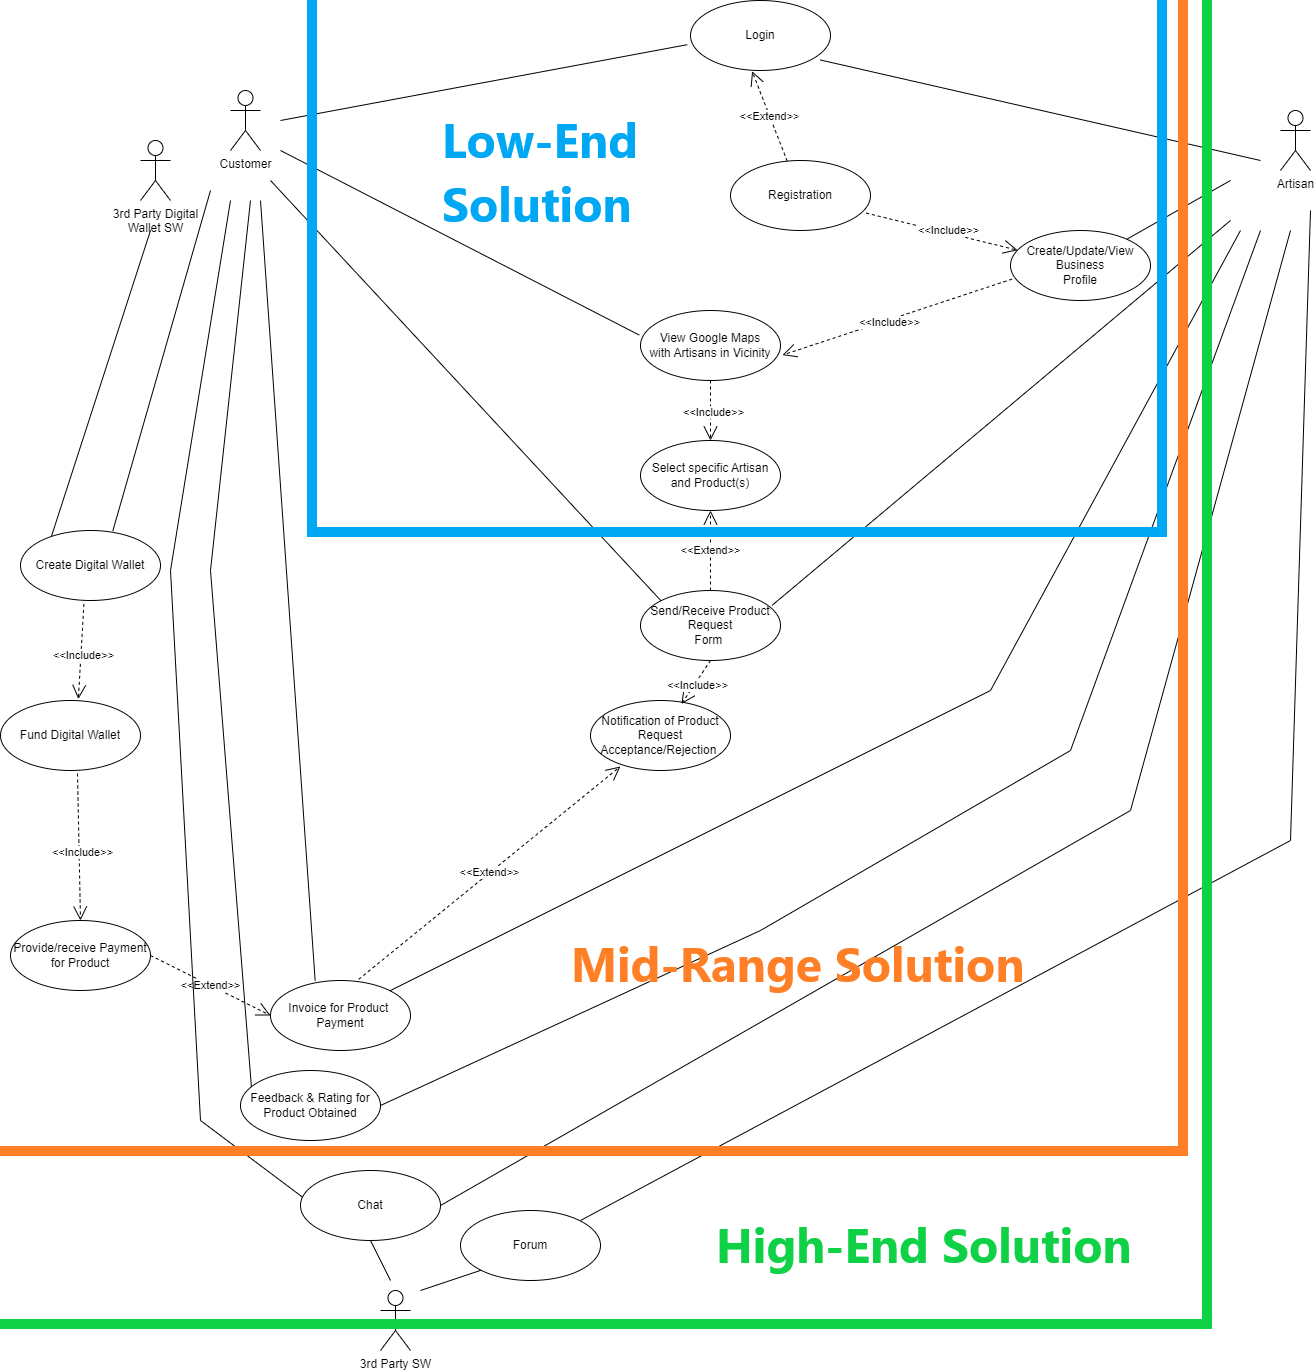 Login
<<Extend>>
Low-End
Solution
Customer
Artisan
Registration
3rd Party Digital
Wallet SW
<<Include>>
Create/Update/View
Business
Profile
<<Include>>
View Google Maps
with Artisans in Vicinity
<<Include>>
Select specific Artisan
and Product(s)
<<Extend>>
Create Digital Wallet
Send/Receive Product
Request
Form
<<Include>>
<<Include>>
Fund Digital Wallet
Notification of Product
Request
Acceptance/Rejection
<<Include>>
<<Extend>>
Provide/receive Payment
for Product
Mid-Range Solution
<<Extend>>
Invoice for Product
Payment
Feedback & Rating for
Product Obtained
Chat
Forum
High-End Solution
3rd Party SW